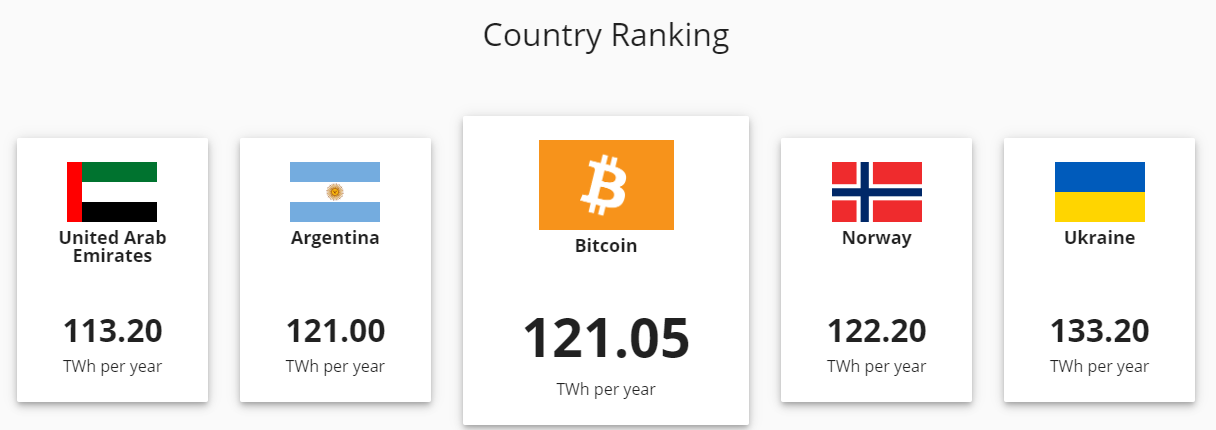 Country Ranking
United Arab
Emirates
113.20
TWh per year
Argentina
121.00
TWh per year
Bitcoin
121.05
TWh per year
Norway
122.20
TWh per year
Ukraine
133.20
TWh per year